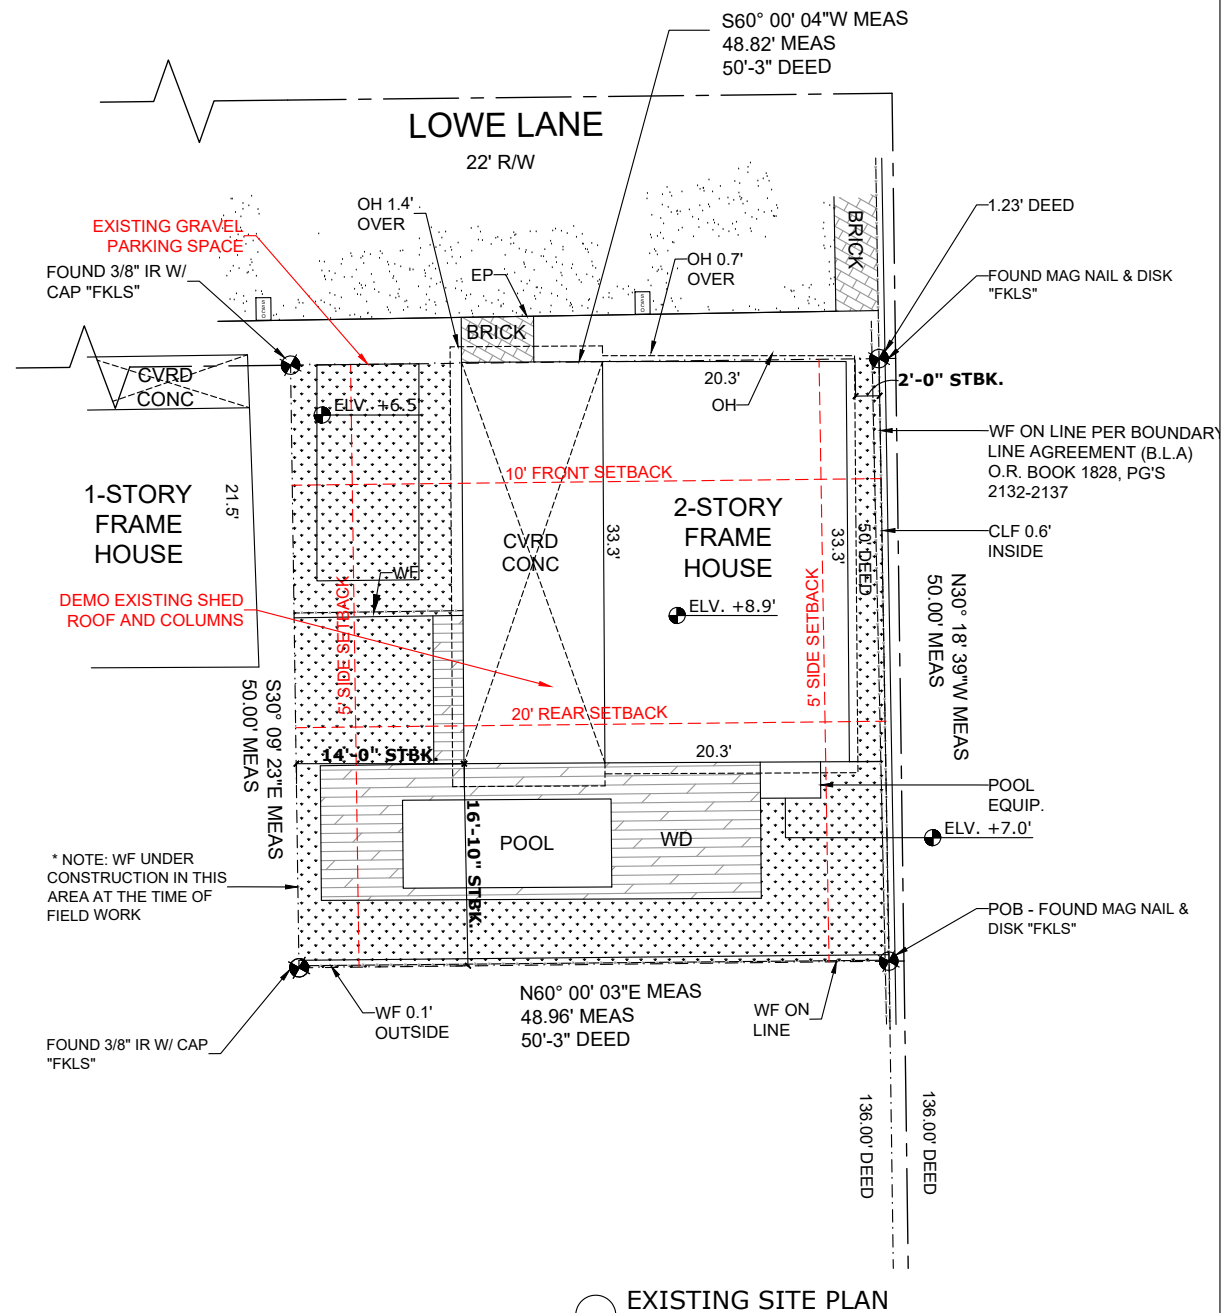 S60° 00' 04"W MEAS
48.82' MEAS
50'-3" DEED
LOWE LANE
22' R/W
OH 1.4'
OVER
EXISTING GRAVEL
PARKING SPACE
FOUND 3/8" IR W/
CAP "FKLS"
EP
OH 0.7'
OVER
BRICK
1.23' DEED
FOUND MAG NAIL & DISK
"FKLS"
BRICK
CVRD
CONC
ELV. +6.5
20.3'
OH
2'-0" STBK.
WF ON LINE PER BOUNDARY
LINE AGREEMENT (B.L.A)
O.R. BOOK 1828, PG'S
2132-2137
10' FRONT SETBACK
1-STORY
FRAME
HOUSE
21.5'
CVRD
CONC
33.3'
2-STORY
FRAME
HOUSE
33.3'
50' DEED
CLF 0.6'
INSIDE
WF
DEMO EXISTING SHED
ROOF AND COLUMNS
ELV. +8.9'
5' SIDE SETBACK
5' SIDE SETBACK
N30° 18' 39"W MEAS
50.00' MEAS
S30° 09' 23"E MEAS
50.00' MEAS
20' REAR SETBACK
14'-0" STBK.
20.3'
POOL
EQUIP.
16'-10" STBK.
POOL
WD
ELV. +7.0'
* NOTE: WF UNDER
CONSTRUCTION IN THIS
AREA AT THE TIME OF
FIELD WORK
POB - FOUND MAG NAIL &
DISK "FKLS"
N60° 00' 03"E MEAS
48.96' MEAS
50'-3" DEED
WF 0.1'
OUTSIDE
WF ON
LINE
FOUND 3/8" IR W/ CAP
"FKLS"
136.00' DEED
136.00' DEED
EXISTING SITE PLAN